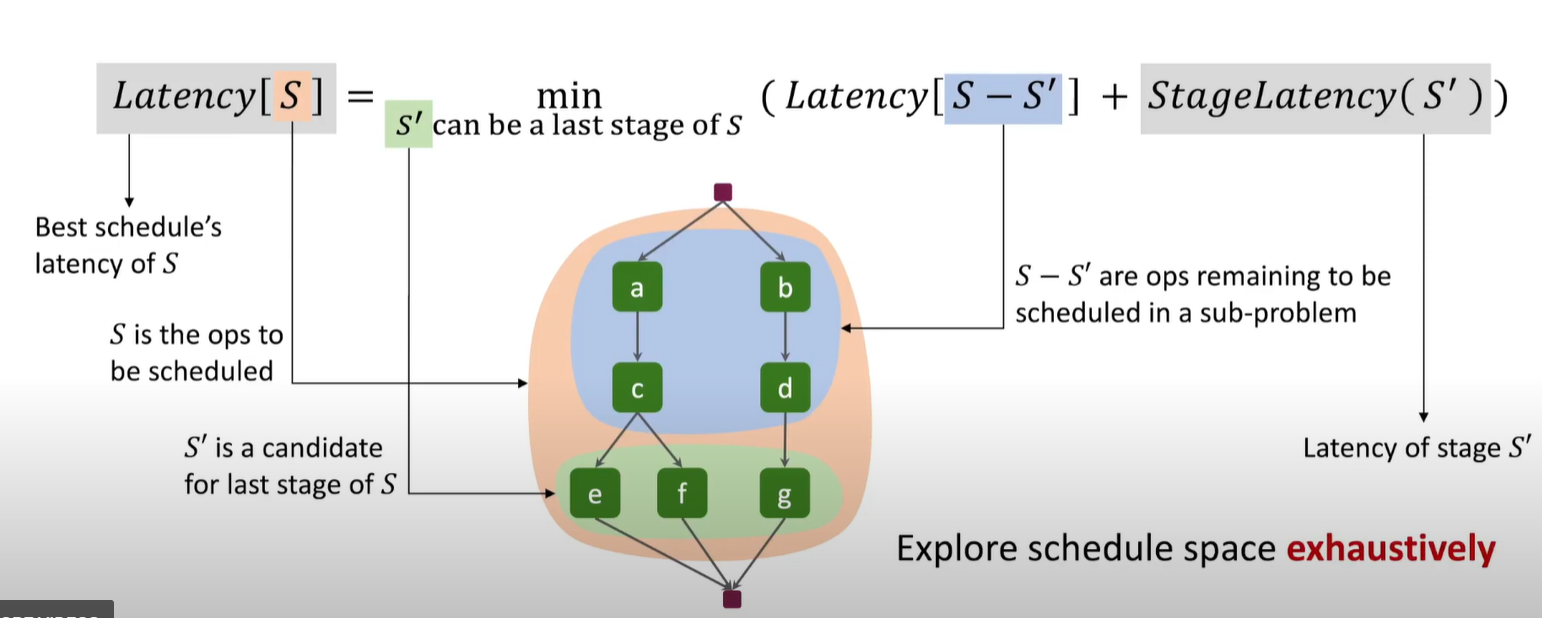 Latency[ S ] = min ( Latency[ S − S′ ] + StageLatency( S′ ) )
S′ can be a last stage of S
Best schedule’s
latency of S
S is the ops to
be scheduled
S′ is a candidate
for last stage of S
a
b
c
d
e
f
g
S − S′ are ops remaining to be
scheduled in a sub-problem
Latency of stage S′
Explore schedule space exhaustively